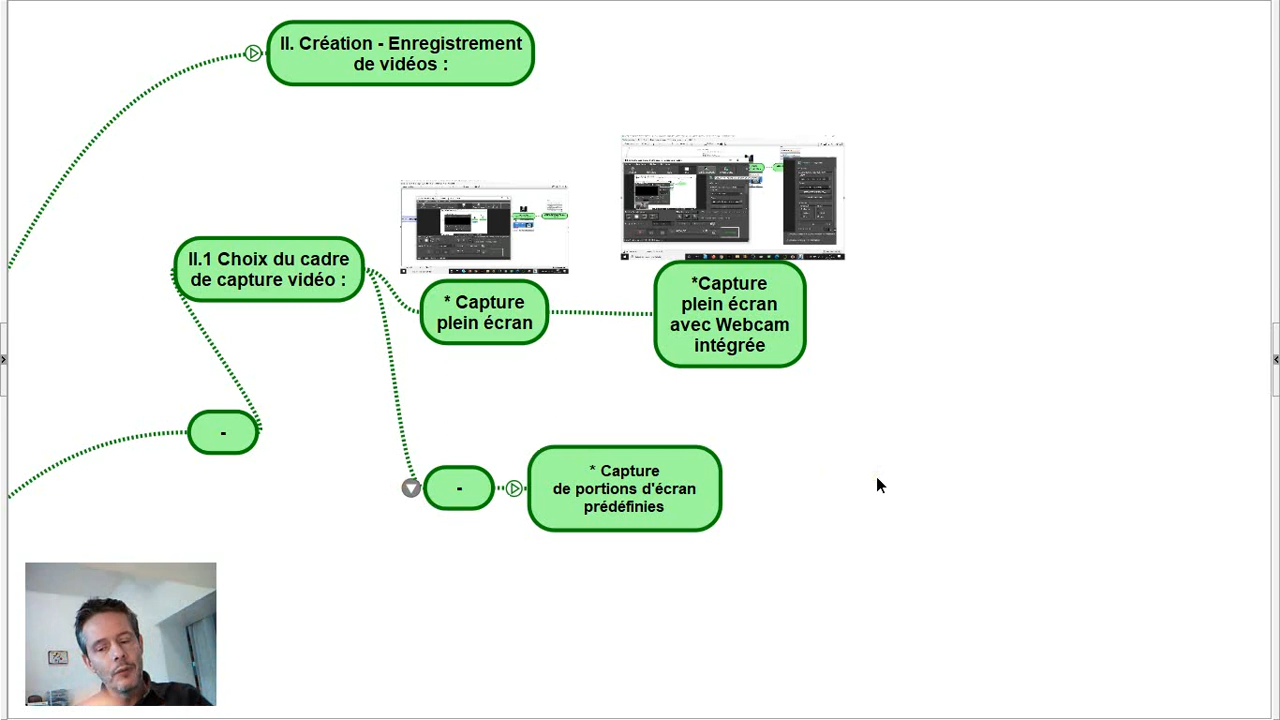 II. Création - Enregistrement
de vidéos :
II.1 Choix du cadre
de capture vidéo :
* Capture
plein écran
*Capture
plein écran
avec Webcam
intégrée
-
-
* Capture
de portions d'écran
prédéfinies